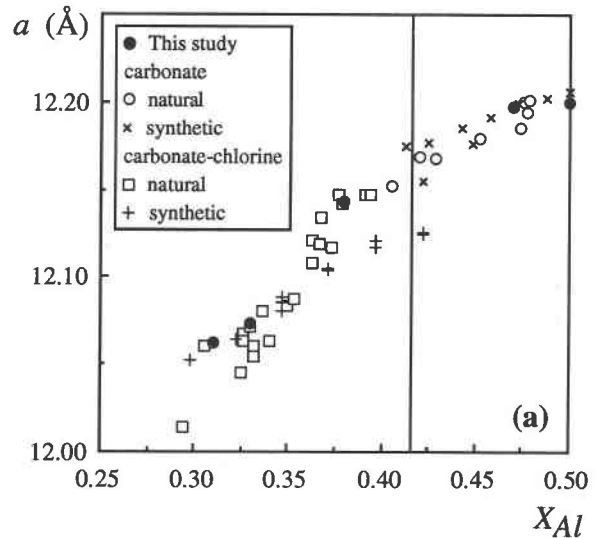 a (Å)
This study
carbonate
natural
synthetic
carbonate-chlorine
natural
synthetic
12.20
12.10
12.00
(a)
0.25 0.30 0.35 0.40 0.45 0.50
XAl